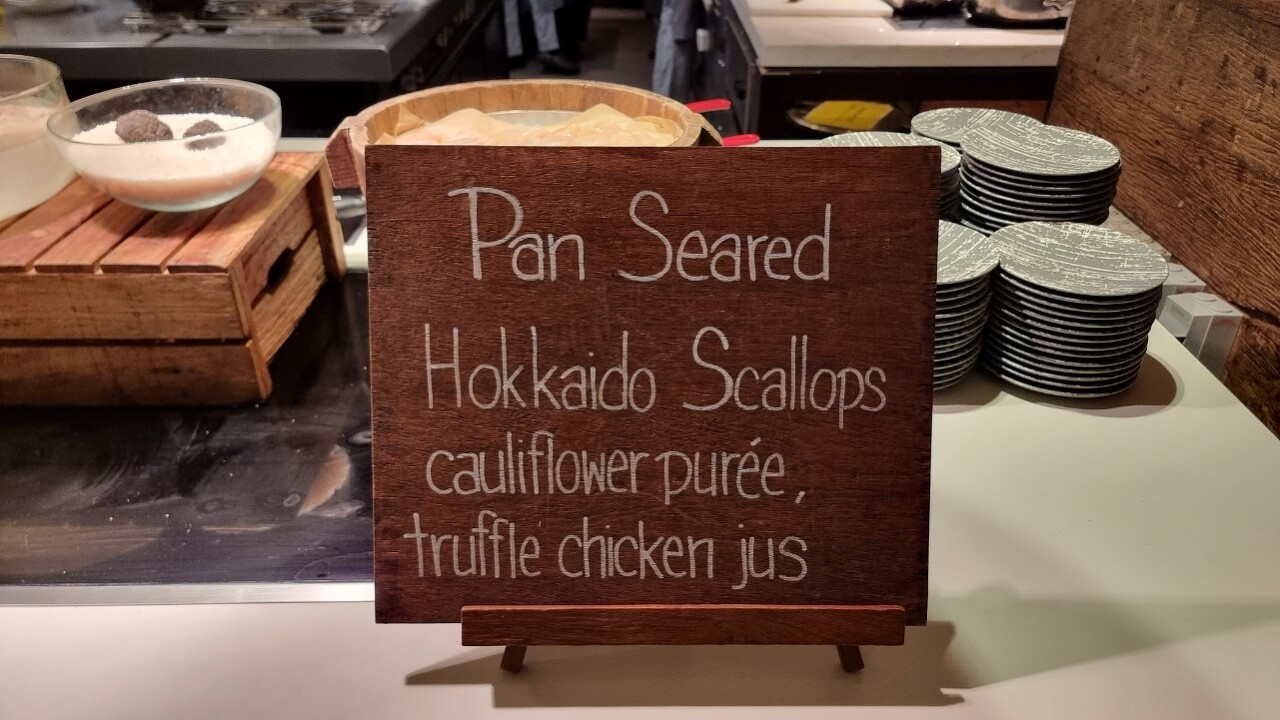 Pan Seared
Hokkaido Scallops
cauliflower purée,
truffle chicken jus